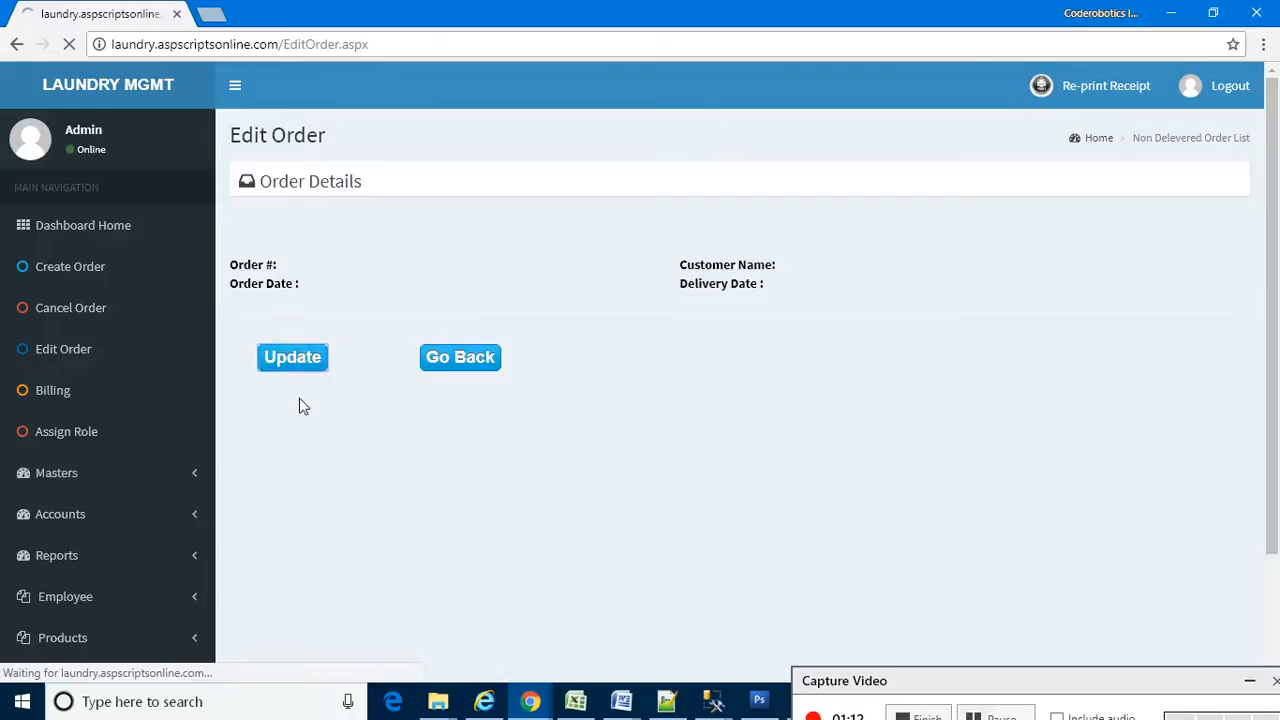 laundry.aspscriptsonline.
Coderobotics I...
laundry.aspscriptsonline.com/EditOrder.aspx
LAUNDRY MGMT
Re-print Receipt
Logout
Admin
Online
Edit Order
Home > Non Delevered Order List
MAIN NAVIGATION
Order Details
Dashboard Home
Create Order
Cancel Order
Edit Order
Billing
Assign Role
Masters
Accounts
Reports
Employee
Products
Order #:
Customer Name:
Order Date :
Delivery Date :
Update
Go Back
Waiting for laundry.aspscriptsonline.com...
Type here to search
Capture Video
01:12
Finish
Pause
Include audio